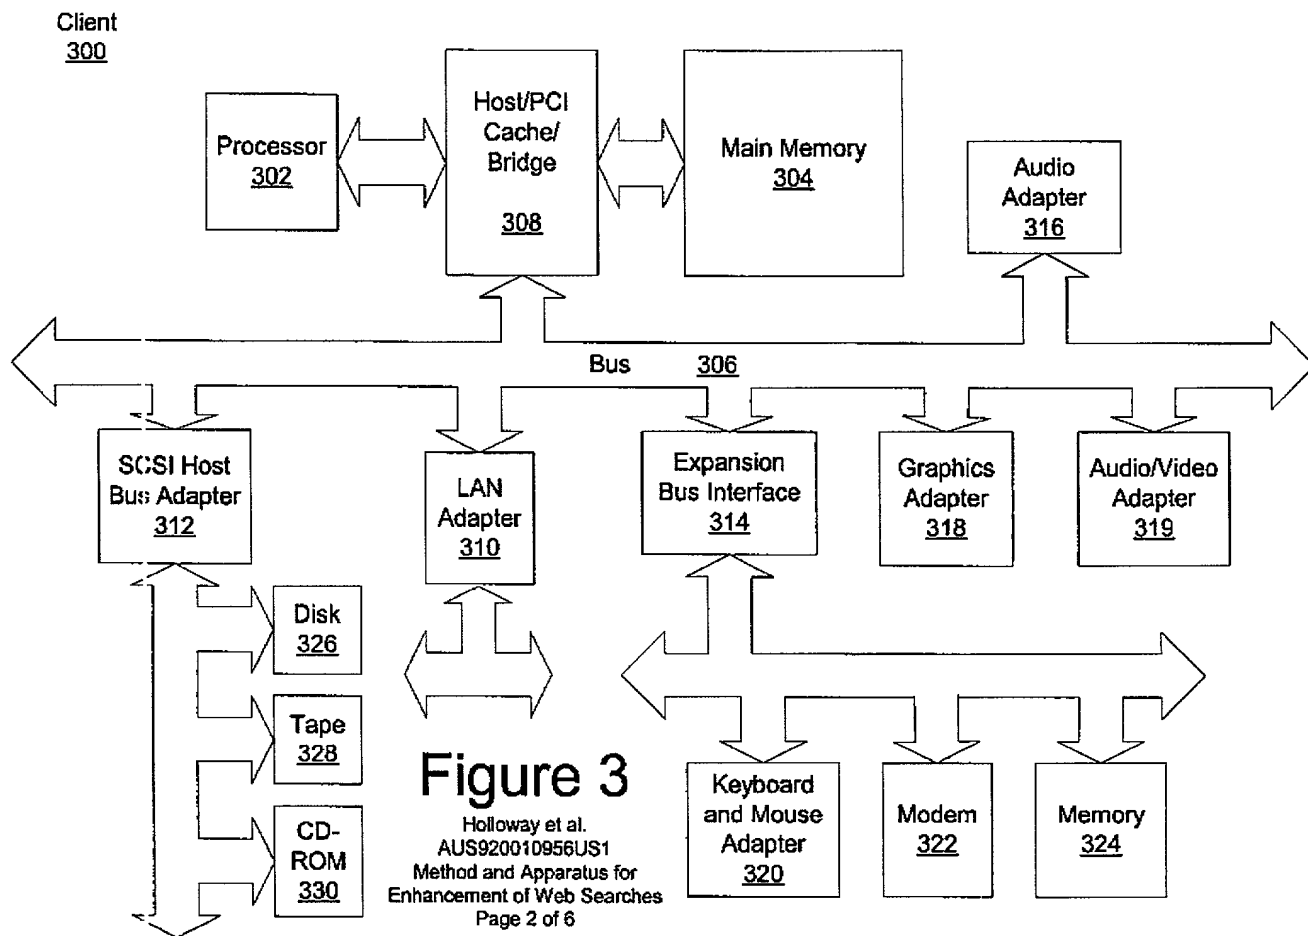 Client
300
Processor
302
Host/PCI
Cache/
Bridge
308
Main Memory
304
Audio
Adapter
316
Bus 306
SCSI Host
Bus Adapter
312
LAN
Adapter
310
Expansion
Bus Interface
314
Graphics
Adapter
318
Audio/Video
Adapter
319
Disk
326
Tape
328
CD-
ROM
330
Keyboard
and Mouse
Adapter
320
Modem
322
Memory
324
Figure 3
Holloway et al.
AUS920010956US1
Method and Apparatus for
Enhancement of Web Searches
Page 2 of 6